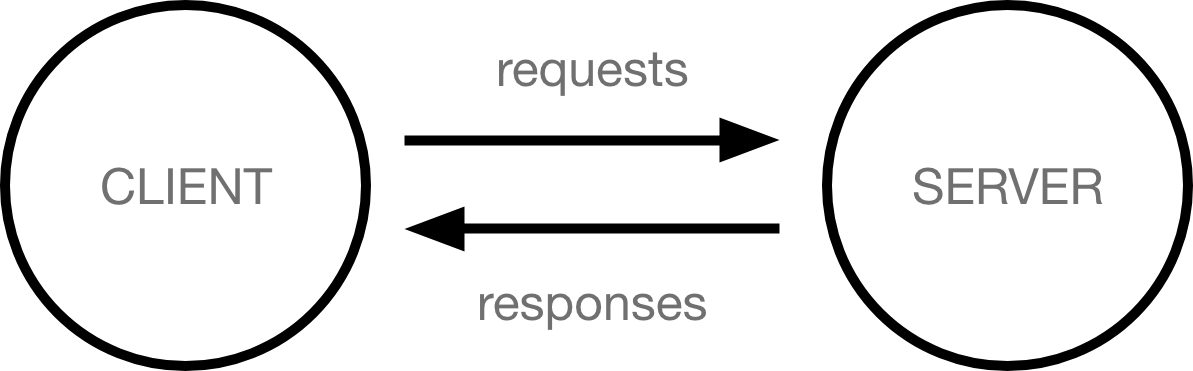 requests
CLIENT
SERVER
responses